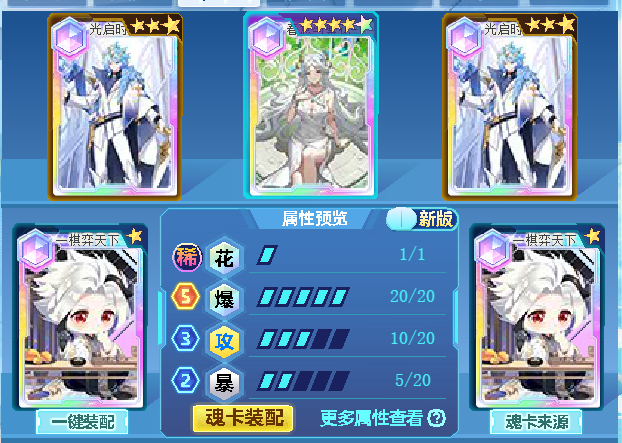 光启时
光启时
一棋弈天下
属性预览
新版
一棋弈天下
稀 花 1/1
5 爆 20/20
3 攻 10/20
2 暴 5/20
一键装配
魂卡装配
更多属性查看?
魂卡来源